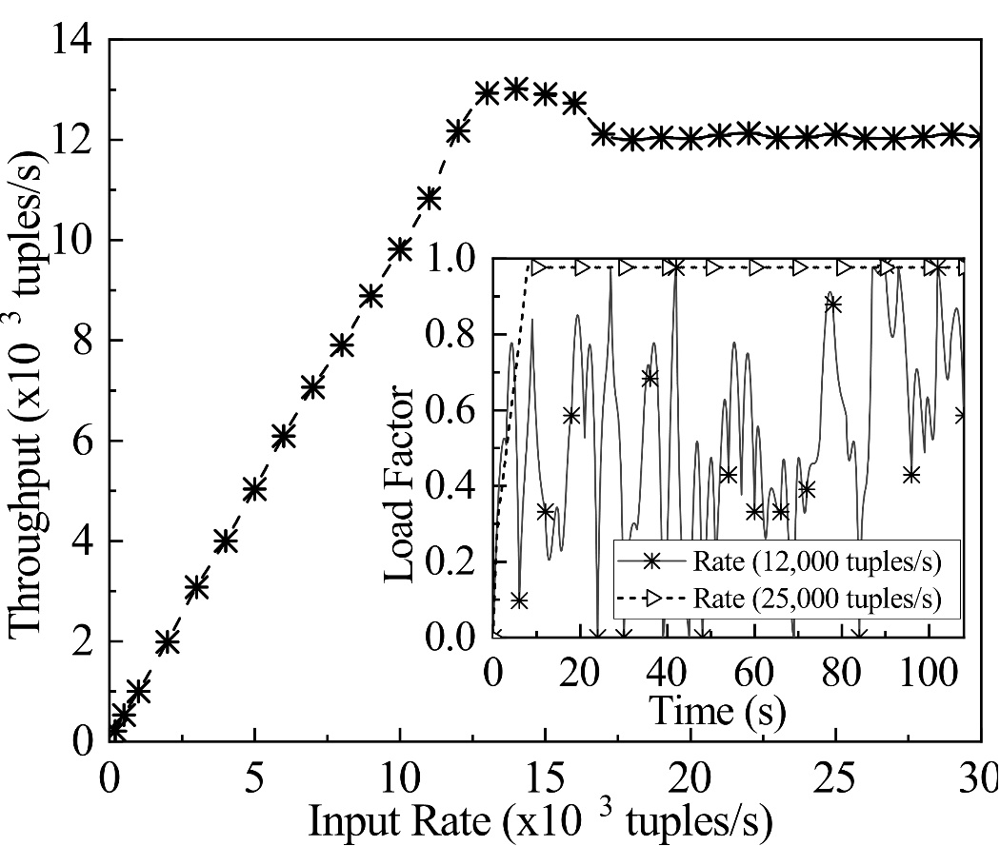 14
12
10
8
6
4
2
0
Throughput (x10 3 tuples/s)
1.0
0.8
0.6
0.4
0.2
0.0
Load Factor
Rate (12,000 tuples/s)
Rate (25,000 tuples/s)
0 20 40 60 80 100
Time (s)
0 5 10 15 20 25 30
Input Rate (x10 3 tuples/s)